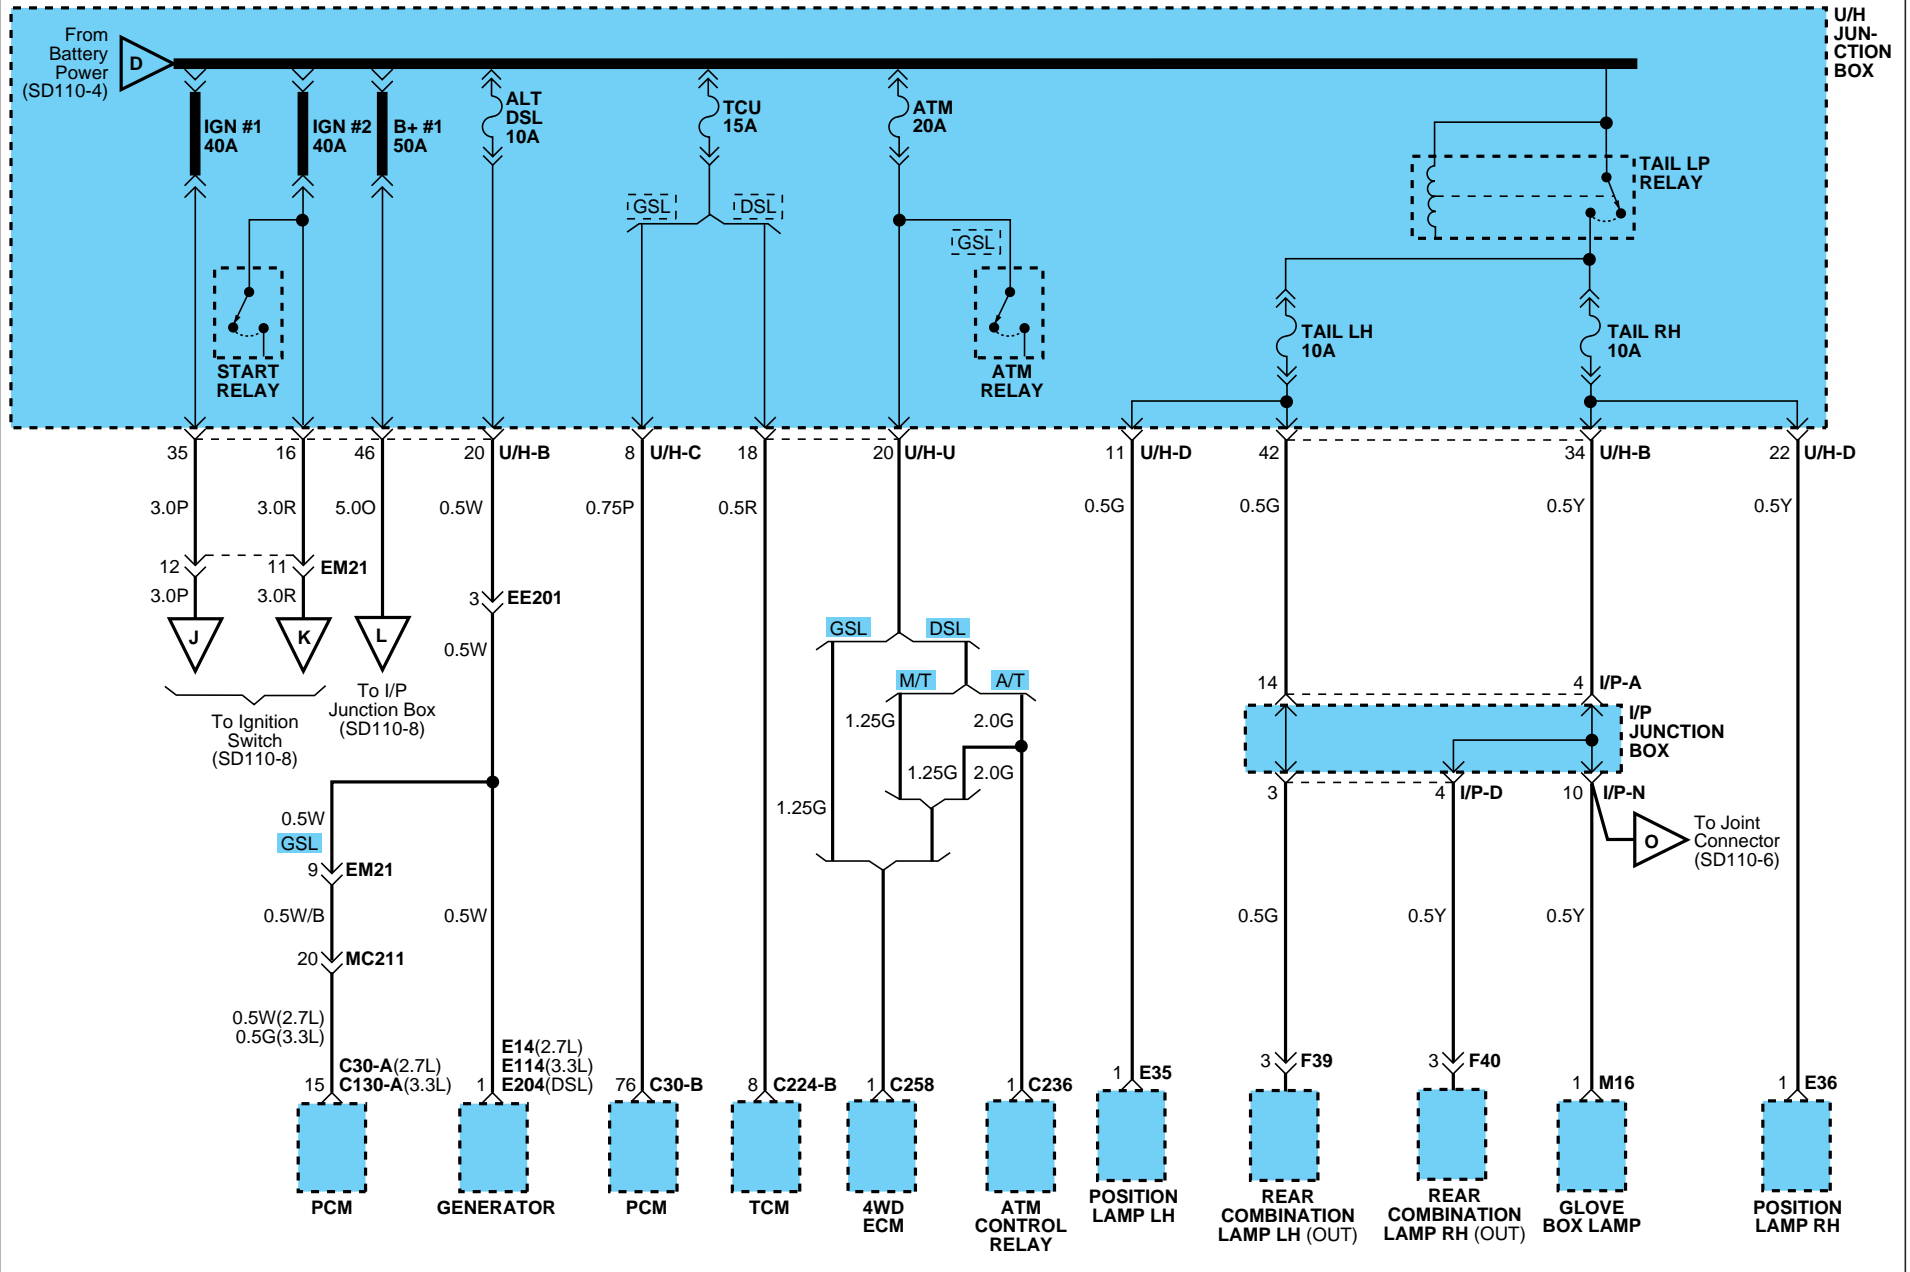 U/H
JUN-
CTION
BOX
From
Battery
Power
(SD110-4)
D
IGN #1
40A
IGN #2
40A
B+ #1
50A
ALT
DSL
10A
TCU
15A
ATM
20A
TAIL LP
RELAY
GSL
DSL
GSL
START
RELAY
ATM
RELAY
TAIL LH
10A
TAIL RH
10A
35
16
46
20 U/H-B
8 U/H-C
18
20 U/H-U
11 U/H-D
42
34 U/H-B
22 U/H-D
3.0P
3.0R
5.0O
0.5W
0.75P
0.5R
0.5G
0.5G
0.5Y
0.5Y
12
11 EM21
3.0P
3.0R
3 EE201
J
K
L
0.5W
GSL
DSL
M/T
A/T
To Ignition
Switch
(SD110-8)
To I/P
Junction Box
(SD110-8)
1.25G
2.0G
1.25G
2.0G
1.25G
14
4 I/P-A
I/P
JUNCTION
BOX
3
4 I/P-D
10 I/P-N
O
To Joint
Connector
(SD110-6)
0.5W
GSL
9 EM21
0.5W/B
0.5W
0.5G
0.5Y
0.5Y
20 MC211
0.5W(2.7L)
0.5G(3.3L)
C30-A(2.7L)
15 C130-A(3.3L)
E14(2.7L)
E114(3.3L)
1 E204(DSL)
76 C30-B
8 C224-B
1 C258
1 C236
1 E35
3 F39
3 F40
1 M16
1 E36
PCM
GENERATOR
PCM
TCM
4WD
ECM
ATM
CONTROL
RELAY
POSITION
LAMP LH
REAR
COMBINATION
LAMP LH (OUT)
REAR
COMBINATION
LAMP RH (OUT)
GLOVE
BOX LAMP
POSITION
LAMP RH